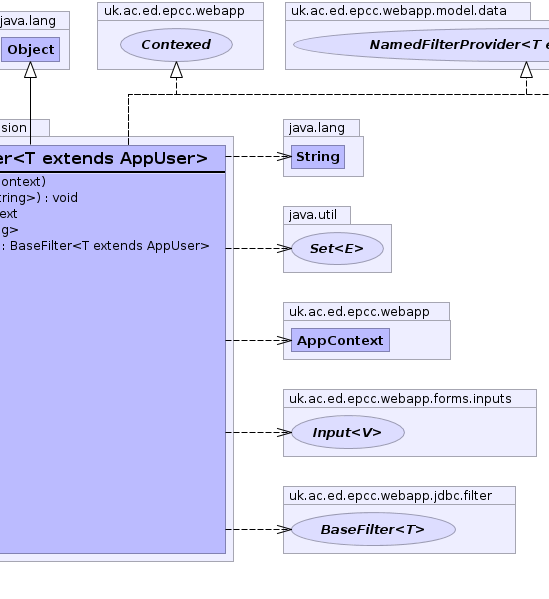 java.lang
Object
uk.ac.ed.epcc.webapp
Contexed
uk.ac.ed.epcc.webapp.model.data
NamedFilterProvider<T e
sion
er<T extends AppUser>
ontext)
tring>) : void
ext
g>
: BaseFilter<T extends AppUser>
java.lang
String
java.util
Set<E>
uk.ac.ed.epcc.webapp
AppContext
uk.ac.ed.epcc.webapp.forms.inputs
Input<V>
uk.ac.ed.epcc.webapp.jdbc.filter
BaseFilter<T>